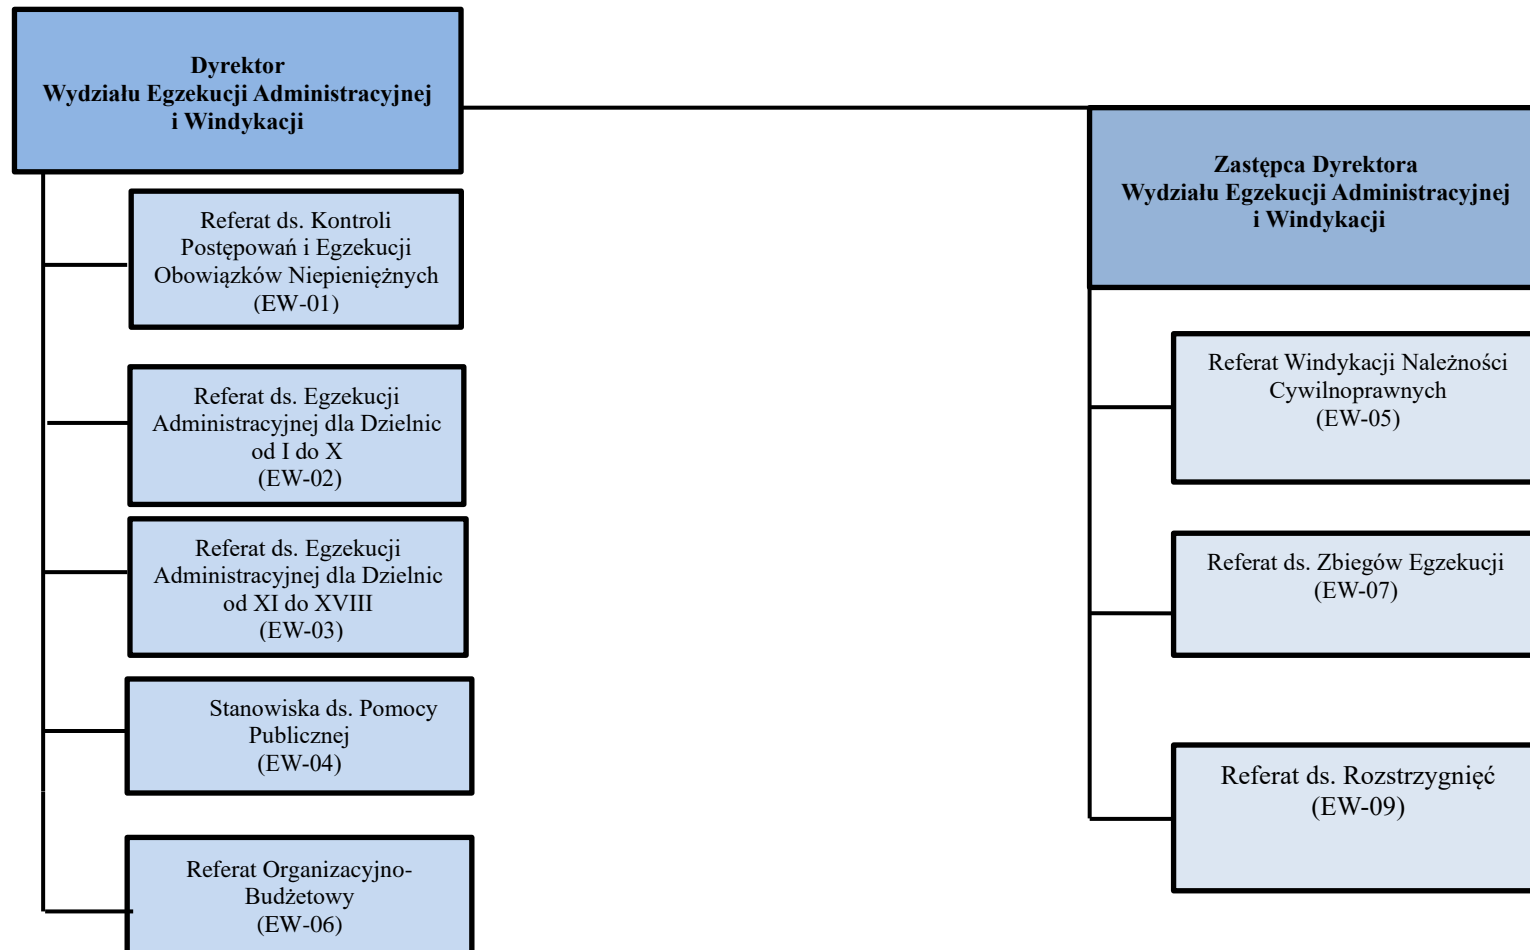 Dyrektor
Wydziału Egzekucji Administracyjnej
i Windykacji
Referat ds. Kontroli
Postępowań i Egzekucji
Obowiązków Niepieniężnych
(EW-01)
Referat ds. Egzekucji
Administracyjnej dla Dzielnic
od I do X
(EW-02)
Referat ds. Egzekucji
Administracyjnej dla Dzielnic
od XI do XVIII
(EW-03)
Stanowiska ds. Pomocy
Publicznej
(EW-04)
Referat Organizacyjno-
Budżetowy
(EW-06)
Zastępca Dyrektora
Wydziału Egzekucji Administracyjnej
i Windykacji
Referat Windykacji Należności
Cywilnoprawnych
(EW-05)
Referat ds. Zbiegów Egzekucji
(EW-07)
Referat ds. Rozstrzygnięć
(EW-09)